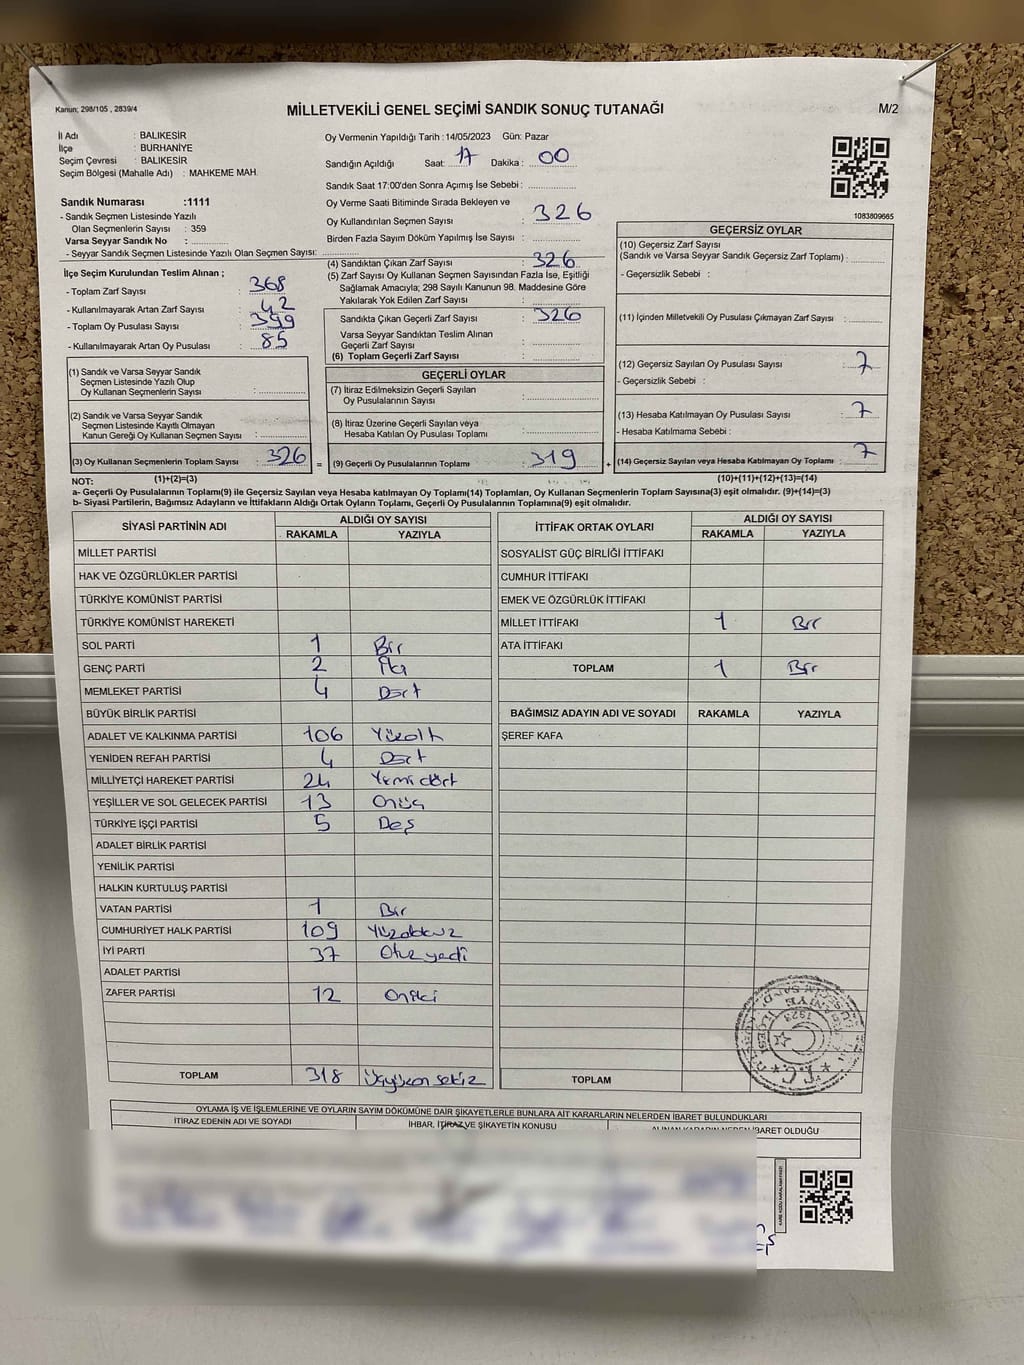 Kanun; 298/105 , 2839/4
MİLLETVEKİLİ GENEL SEÇİMİ SANDIK SONUÇ TUTANAĞI
M/2
İl Adı : BALIKESİR
İlçe : BURHANİYE
Seçim Çevresi : BALIKESİR
Seçim Bölgesi (Mahalle Adı) : MAHKEME MAH.
Sandık Numarası :1111
- Sandık Seçmen Listesinde Yazılı
Olan Seçmenlerin Sayısı : 359
Varsa Seyyar Sandık No :
- Seyyar Sandık Seçmen Listesinde Yazılı Olan Seçmen Sayısı:
İlçe Seçim Kurulundan Teslim Alınan ;
- Toplam Zarf Sayısı : 368
- Kullanılmayarak Artan Zarf Sayısı : 42
- Toplam Oy Pusulası Sayısı : 399
- Kullanılmayarak Artan Oy Pusulası : 85
(1) Sandık ve Varsa Seyyar Sandık
Seçmen Listesinde Yazılı Olup
Oy Kullanan Seçmenlerin Sayısı :
(2) Sandık ve Varsa Seyyar Sandık
Seçmen Listesinde Kayıtlı Olmayan
Kanun Gereği Oy Kullanan Seçmen Sayısı :
(3) Oy Kullanan Seçmenlerin Toplam Sayısı : 326 =
Oy Vermenin Yapıldığı Tarih : 14/05/2023 Gün: Pazar
Sandığın Açıldığı Saat: 17 Dakika : 00
Sandık Saat 17:00'den Sonra Açımış İse Sebebi :
Oy Verme Saati Bitiminde Sırada Bekleyen ve
Oy Kullandırılan Seçmen Sayısı : 326
Birden Fazla Sayım Döküm Yapılmış İse Sayısı :
(4) Sandıktan Çıkan Zarf Sayısı : 326
(5) Zarf Sayısı Oy Kullanan Seçmen Sayısından Fazla İse, Eşitliği
Sağlamak Amacıyla; 298 Sayılı Kanunun 98. Maddesine Göre
Yakılarak Yok Edilen Zarf Sayısı :
Sandıkta Çıkan Geçerli Zarf Sayısı : 326
Varsa Seyyar Sandıktan Teslim Alınan
Geçerli Zarf Sayısı :
(6) Toplam Geçerli Zarf Sayısı :
GEÇERLİ OYLAR
(7) İtiraz Edilmeksizin Geçerli Sayılan
Oy Pusulalarının Sayısı :
(8) İtiraz Üzerine Geçerli Sayılan veya
Hesaba Katılan Oy Pusulası Toplamı :
(9) Geçerli Oy Pusulalarının Toplamı : 319 +
1083809665
GEÇERSİZ OYLAR
(10) Geçersiz Zarf Sayısı
(Sandık ve Varsa Seyyar Sandık Geçersiz Zarf Toplamı) :
- Geçersizlik Sebebi :
(11) İçinden Milletvekili Oy Pusulası Çıkmayan Zarf Sayısı :
(12) Geçersiz Sayılan Oy Pusulası Sayısı : 7
- Geçersizlik Sebebi :
(13) Hesaba Katılmayan Oy Pusulası Sayısı : 7
- Hesaba Katılmama Sebebi :
(14) Geçersiz Sayılan veya Hesaba Katılmayan Oy Toplamı : 7
NOT: (1)+(2)=(3) (10)+(11)+(12)+(13)=(14)
a- Geçerli Oy Pusulalarının Toplamı(9) ile Geçersiz Sayılan veya Hesaba katılmayan Oy Toplamı(14) Toplamları, Oy Kullanan Seçmenlerin Toplam Sayısına(3) eşit olmalıdır. (9)+(14)=(3)
b- Siyasi Partilerin, Bağımsız Adayların ve İttifakların Aldığı Ortak Oyların Toplamı, Geçerli Oy Pusulalarının Toplamına(9) eşit olmalıdır.
SİYASİ PARTİNİN ADI ALDIĞI OY SAYISI
RAKAMLA YAZIYLA
MİLLET PARTİSİ
HAK VE ÖZGÜRLÜKLER PARTİSİ
TÜRKİYE KOMÜNİST PARTİSİ
TÜRKİYE KOMÜNİST HAREKETİ
SOL PARTİ 1 Bir
GENÇ PARTİ 2 İki
MEMLEKET PARTİSİ 4 Dört
BÜYÜK BİRLİK PARTİSİ
ADALET VE KALKINMA PARTİSİ 106 Yüzaltı
YENİDEN REFAH PARTİSİ 4 Dört
MİLLİYETÇİ HAREKET PARTİSİ 24 Yirmi dört
YEŞİLLER VE SOL GELECEK PARTİSİ 13 Onüç
TÜRKİYE İŞÇİ PARTİSİ 5 Beş
ADALET BİRLİK PARTİSİ
YENİLİK PARTİSİ
HALKIN KURTULUŞ PARTİSİ
VATAN PARTİSİ 1 Bir
CUMHURİYET HALK PARTİSİ 109 Yüzdokuz
İYİ PARTİ 37 Otuz yedi
ADALET PARTİSİ
ZAFER PARTİSİ 12 Oniki
TOPLAM 318 Üçyüzon sekiz
İTTİFAK ORTAK OYLARI ALDIĞI OY SAYISI
RAKAMLA YAZIYLA
SOSYALİST GÜÇ BİRLİĞİ İTTİFAKI
CUMHUR İTTİFAKI
EMEK VE ÖZGÜRLÜK İTTİFAKI
MİLLET İTTİFAKI 1 Bir
ATA İTTİFAKI
TOPLAM 1 Bir
BAĞIMSIZ ADAYIN ADI VE SOYADI RAKAMLA YAZIYLA
ŞEREF KAFA
TOPLAM
OYLAMA İŞ VE İŞLEMLERİNE VE OYLARIN SAYIM DÖKÜMÜNE DAİR ŞİKAYETLERLE BUNLARA AİT KARARLARIN NELERDEN İBARET BULUNDUKLARI
İTİRAZ EDENİN ADI VE SOYADI İHBAR, İTİRAZ VE ŞİKAYETİN KONUSU ALINAN KARARIN NEDEN İBARET OLDUĞU